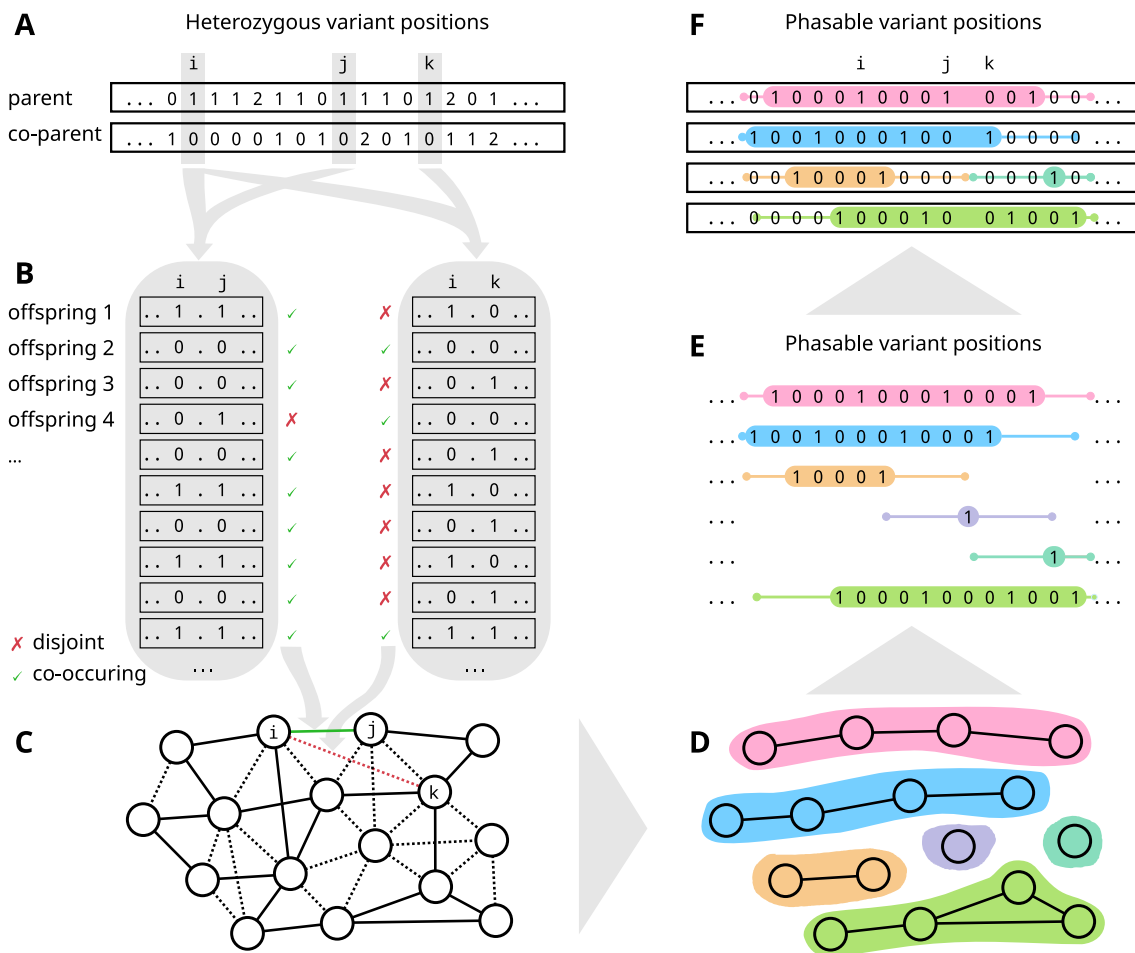 A Heterozygous variant positions
i j k
parent ... 0 1 1 1 2 1 1 0 1 1 1 0 1 2 0 1 ...
co-parent ... 1 0 0 0 0 1 0 1 0 2 0 1 0 1 1 2 ...
B
i j i k
offspring 1 .. 1 . 1 .. ✓ ✗ .. 1 . 0 ..
offspring 2 .. 0 . 0 .. ✓ ✓ .. 0 . 0 ..
offspring 3 .. 0 . 0 .. ✓ ✗ .. 0 . 1 ..
offspring 4 .. 0 . 1 .. ✗ ✓ .. 0 . 0 ..
... .. 0 . 0 .. ✓ ✗ .. 0 . 1 ..
.. 1 . 1 .. ✓ ✗ .. 1 . 0 ..
.. 0 . 0 .. ✓ ✗ .. 0 . 1 ..
.. 1 . 1 .. ✓ ✗ .. 1 . 0 ..
.. 0 . 0 .. ✓ ✗ .. 0 . 1 ..
.. 1 . 1 .. ✓ ✓ .. 1 . 1 ..
... ...
✗ disjoint
✓ co-occuring
C
i j
k
D
E Phasable variant positions
... 1 0 0 0 1 0 0 0 1 0 0 0 1 ...
... 1 0 0 1 0 0 0 1 0 0 0 1 ...
... 1 0 0 0 1 ...
... 1 ...
... 1 ...
... 1 0 0 0 1 0 0 0 1 0 0 1 ...
F Phasable variant positions
i j k
... 0 1 0 0 0 1 0 0 0 1 0 0 1 0 0 ...
... 1 0 0 1 0 0 0 1 0 0 1 0 0 0 0 ...
... 0 0 1 0 0 0 1 0 0 0 0 0 0 1 0 ...
... 0 0 0 0 1 0 0 0 1 0 0 1 0 0 1 ...